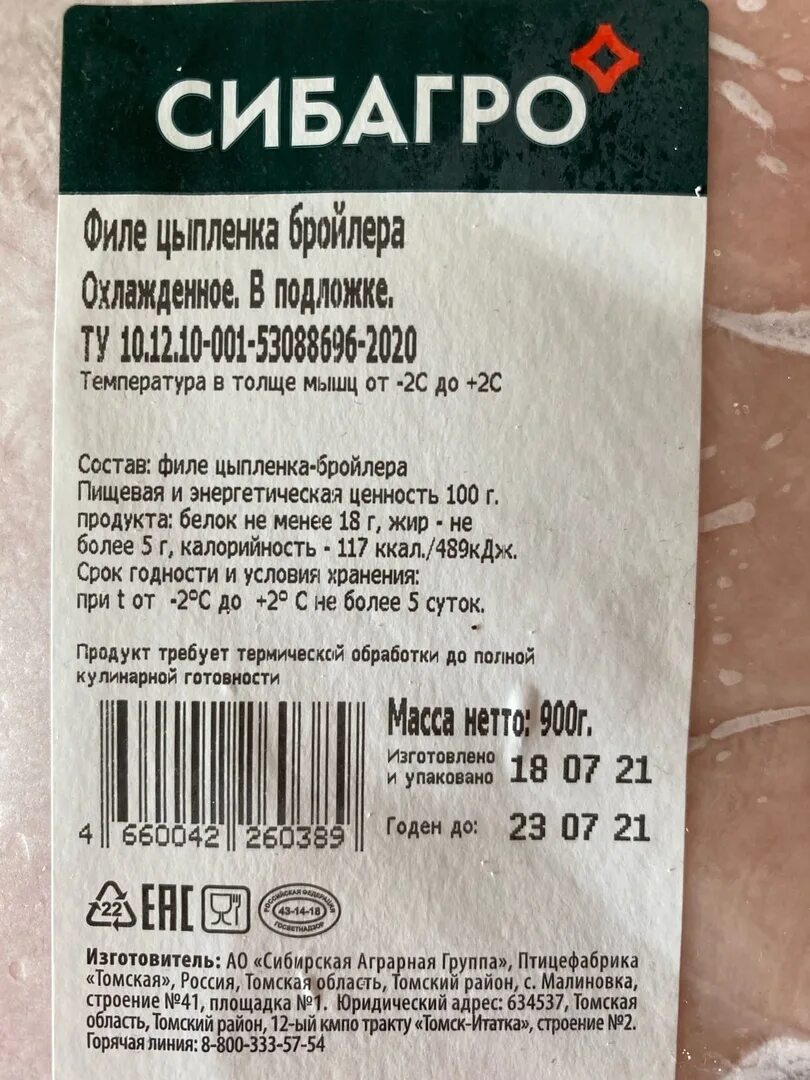 СИБАГРО
Филе цыпленка бройлера
Охлажденное. В подложке.
ТУ 10.12.10-001-53088696-2020
Температура в толще мышц от -2С до +2С
Состав: филе цыпленка-бройлера
Пищевая и энергетическая ценность 100 г.
продукта: белок не менее 18 г, жир - не
более 5 г, калорийность - 117 ккал./489кДж.
Срок годности и условия хранения:
при t от -2°С до +2° С не более 5 суток.
Продукт требует термической обработки до полной
кулинарной готовности
Масса нетто: 900г.
Изготовлено
и упаковано 18 07 21
Годен до: 23 07 21
4 660042 260389
22 ЕАС
РОССИЙСКАЯ ФЕДЕРАЦИЯ
43-14-18
ГОСВЕТНАДЗОР
Изготовитель: АО «Сибирская Аграрная Группа», Птицефабрика
«Томская», Россия, Томская область, Томский район, с. Малиновка,
строение №41, площадка №1. Юридический адрес: 634537, Томская
область, Томский район, 12-ый кмпо тракту «Томск-Итатка», строение №2.
Горячая линия: 8-800-333-57-54